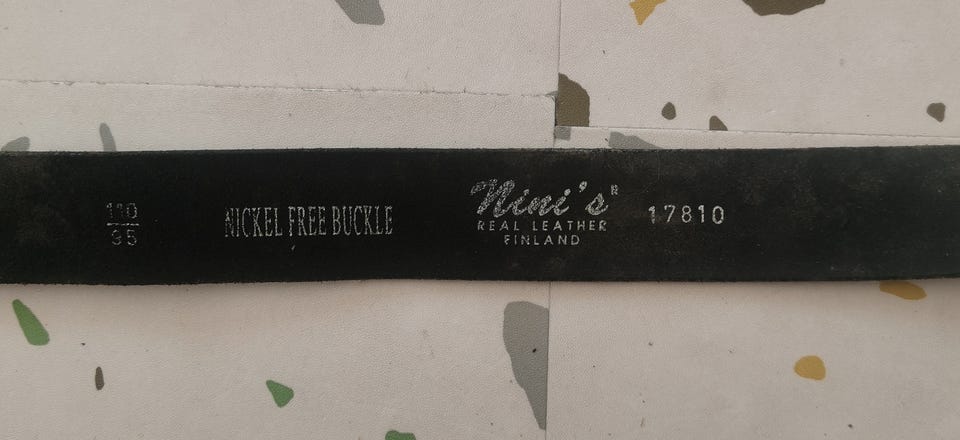 110
95
NICKEL FREE BUCKLE
Nini's R
REAL LEATHER
FINLAND
17810